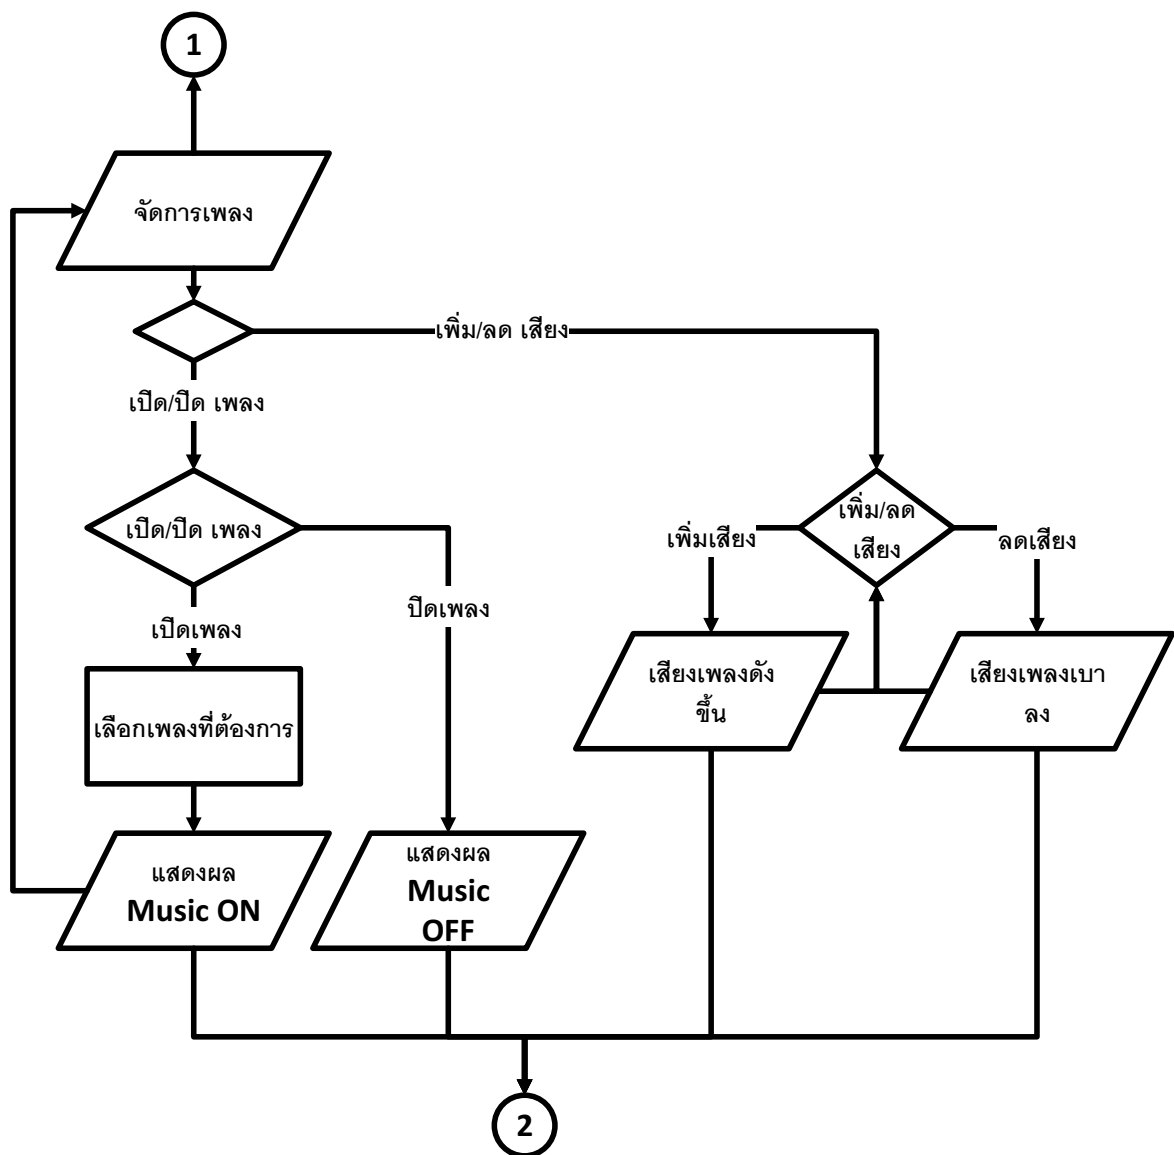 1
จัดการเพลง
เพิ่ม/ลด เสียง
เปิด/ปิด เพลง
เปิด/ปิด เพลง
เพิ่ม/ลด
เสียง
เพิ่มเสียง
ลดเสียง
ปิดเพลง
เปิดเพลง
เสียงเพลงดัง
ขึ้น
เสียงเพลงเบา
ลง
เลือกเพลงที่ต้องการ
แสดงผล
Music ON
แสดงผล
Music
OFF
2